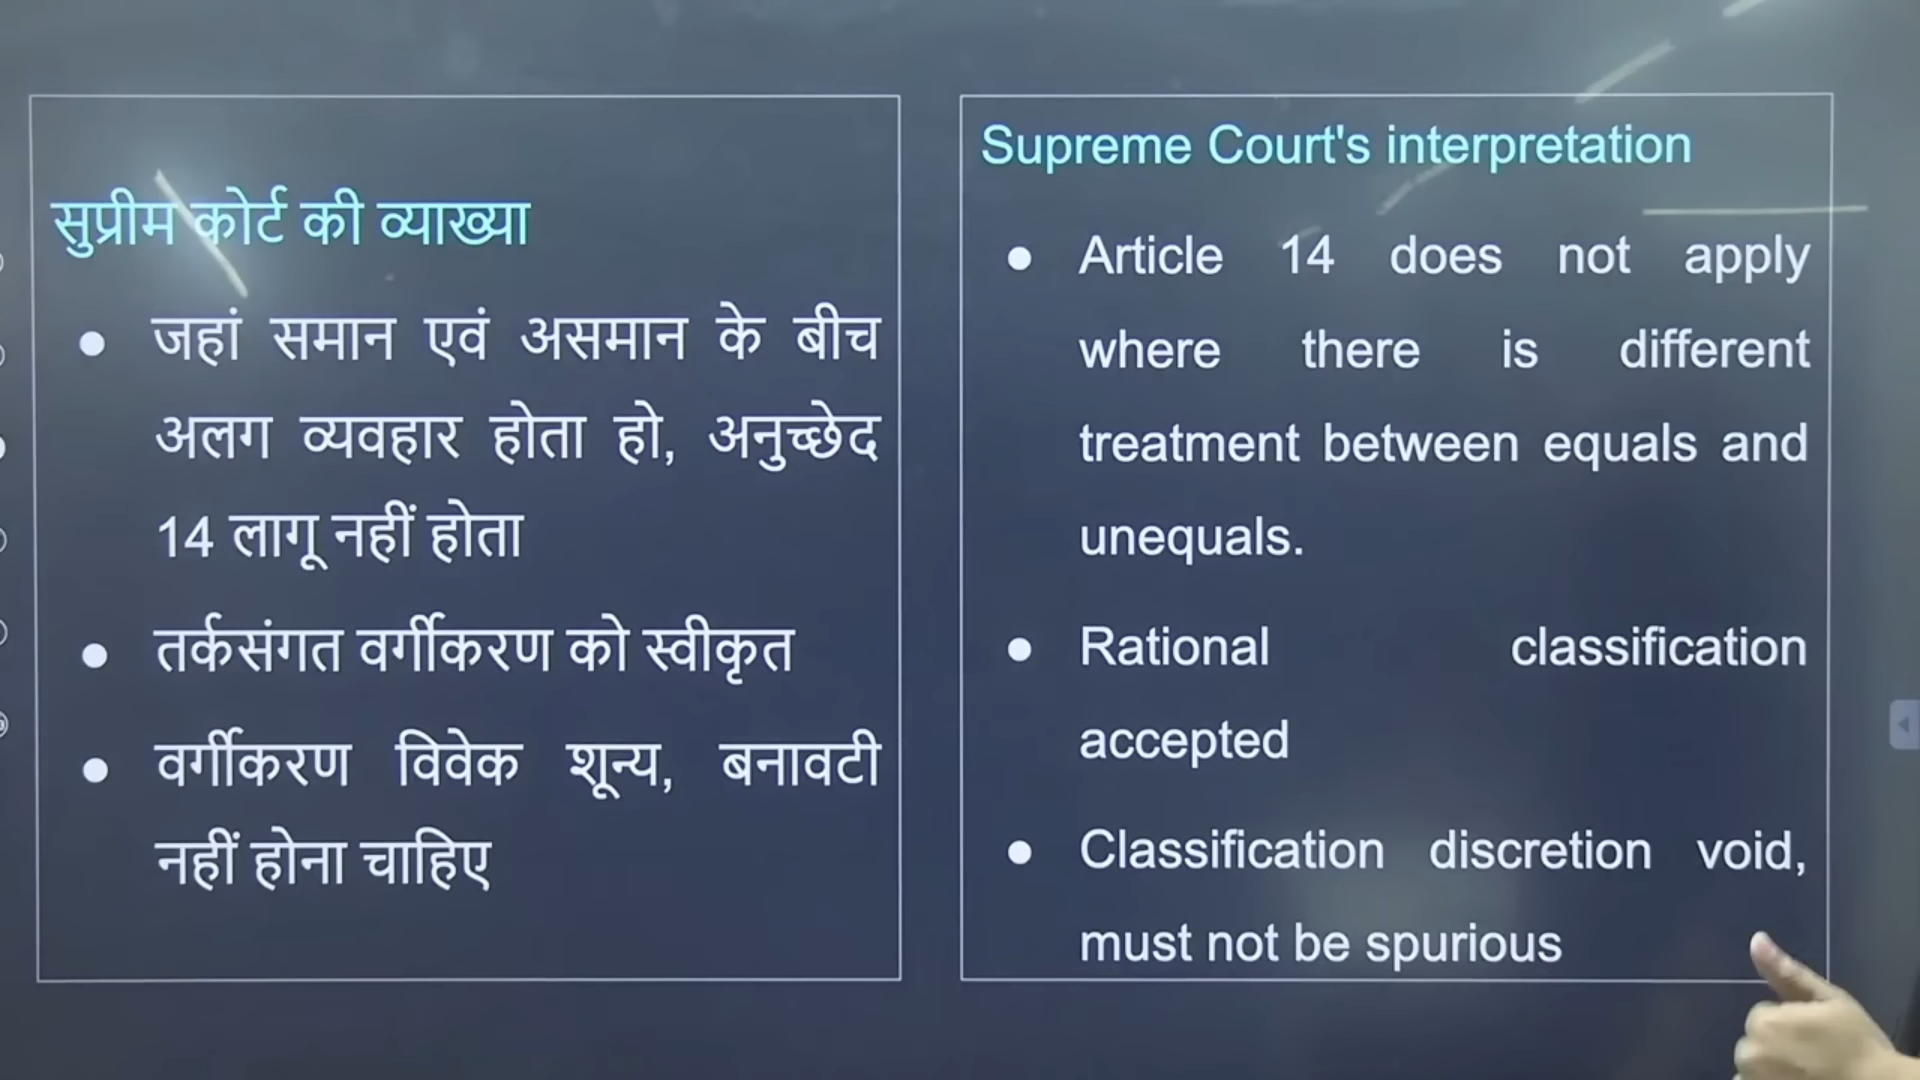 सुप्रीम कोर्ट की व्याख्या
● जहां समान एवं असमान के बीच
अलग व्यवहार होता हो, अनुच्छेद
14 लागू नहीं होता
● तर्कसंगत वर्गीकरण को स्वीकृत
● वर्गीकरण विवेक शून्य, बनावटी
नहीं होना चाहिए
Supreme Court's interpretation
● Article 14 does not apply
where there is different
treatment between equals and
unequals.
● Rational classification
accepted
● Classification discretion void,
must not be spurious